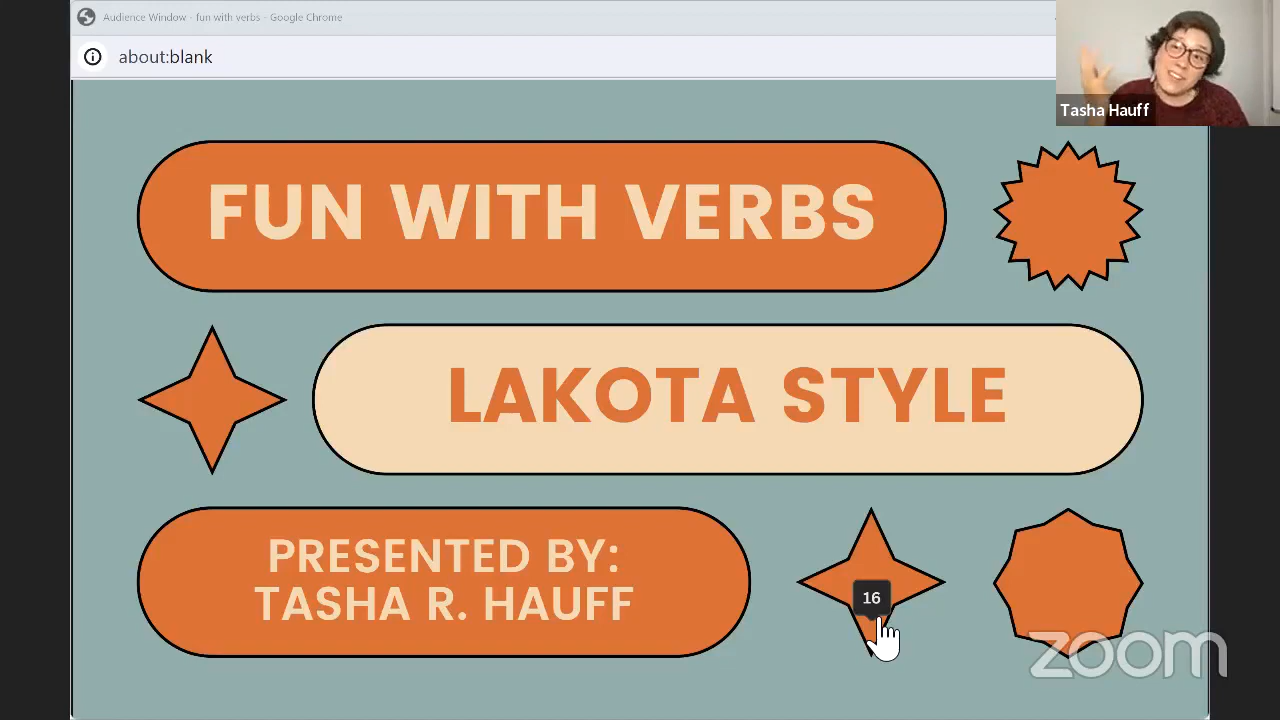 Audience Window - fun with verbs - Google Chrome
about:blank
Tasha Hauff
FUN WITH VERBS
LAKOTA STYLE
PRESENTED BY:
TASHA R. HAUFF
16
zoom